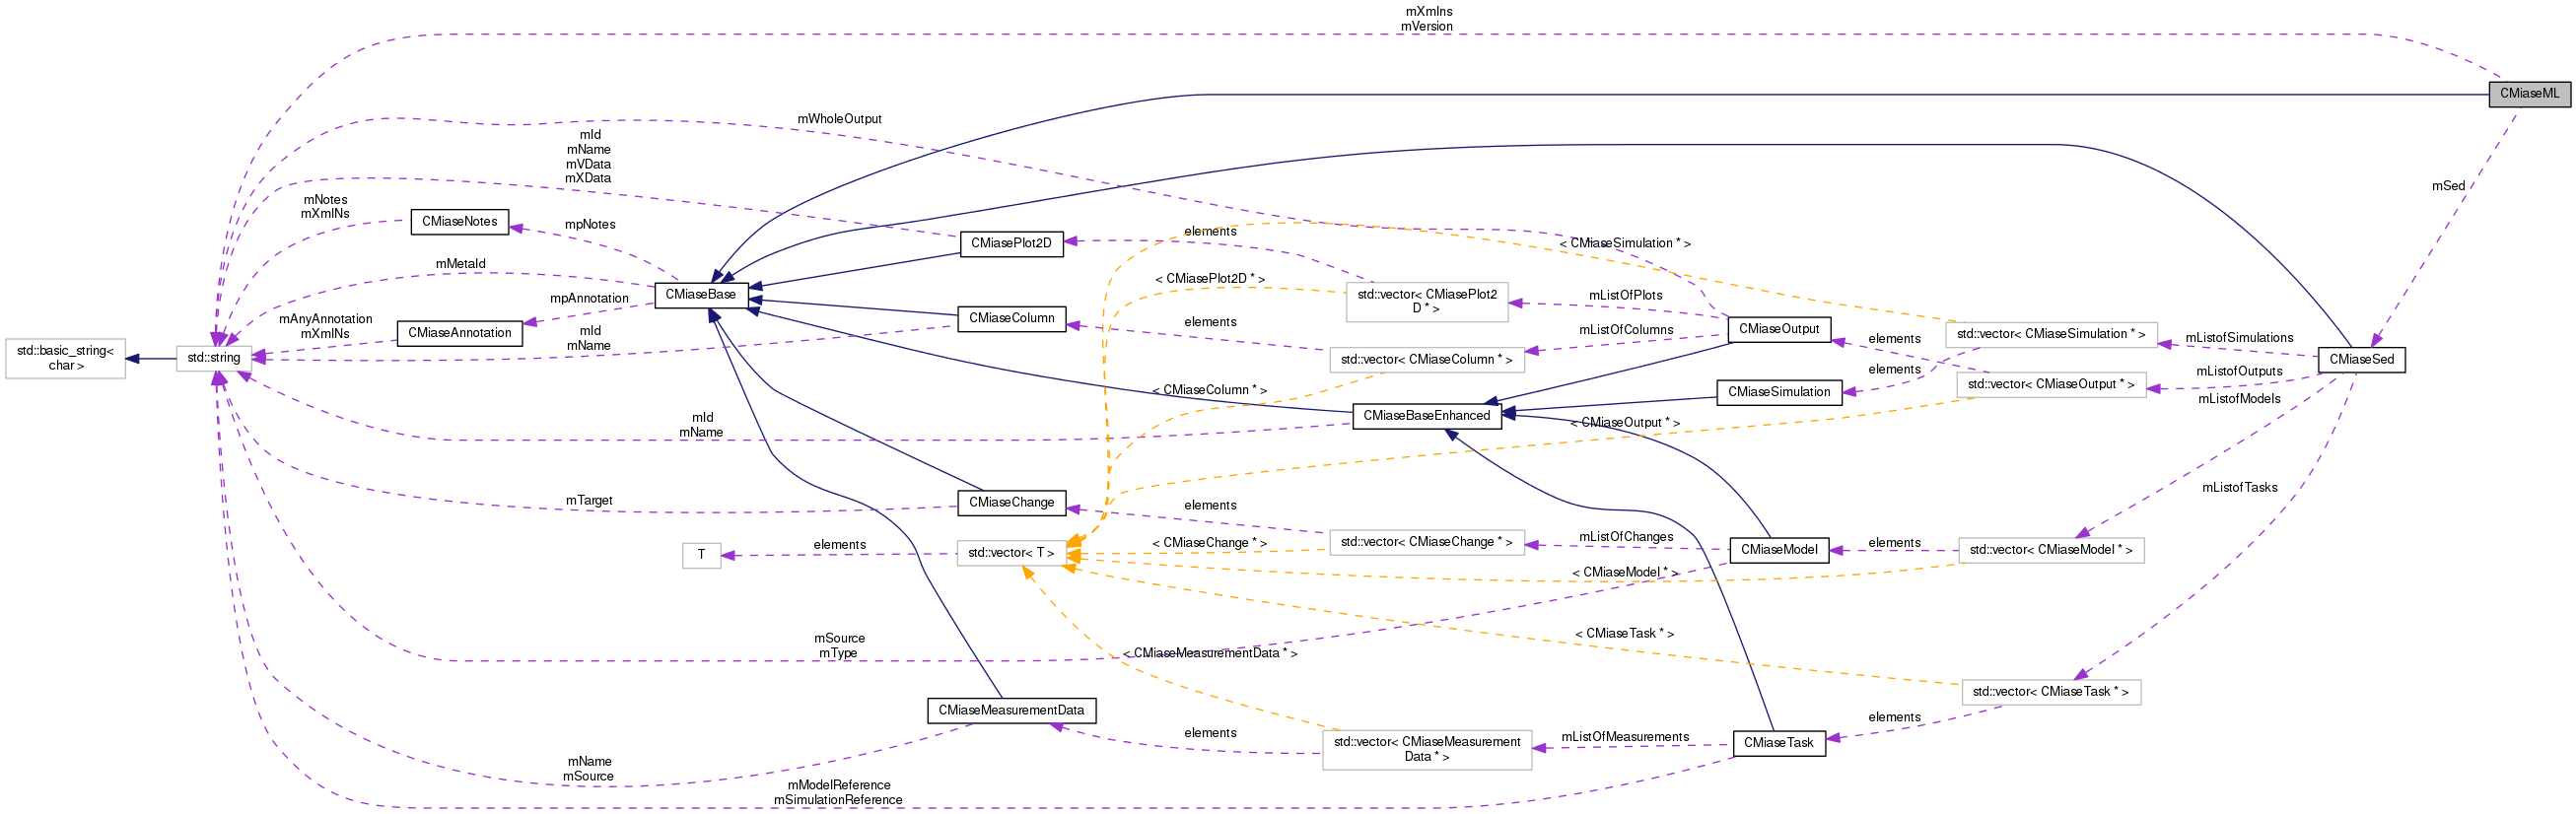 mXmlns
mVersion
CMiaseML
mWholeOutput
mId
mName
mVData
mXData
mSed
mNotes
mXmlNs
CMiaseNotes
mpNotes
CMiasePlot2D
elements
< CMiaseSimulation * >
mMetaId
CMiaseBase
< CMiasePlot2D * >
std::vector< CMiasePlot2
D * >
mListOfPlots
mpAnnotation
mAnyAnnotation
mXmlNs
CMiaseAnnotation
mId
mName
CMiaseColumn
elements
mListOfColumns
CMiaseOutput
std::vector< CMiaseSimulation * >
mListofSimulations
std::basic_string<
char >
std::string
std::vector< CMiaseColumn * >
elements
elements
CMiaseSed
mListofOutputs
std::vector< CMiaseOutput * >
< CMiaseColumn * >
CMiaseSimulation
mListofModels
mId
mName
CMiaseBaseEnhanced
< CMiaseOutput * >
mTarget
CMiaseChange
elements
mListofTasks
T
elements
std::vector< T >
< CMiaseChange * >
std::vector< CMiaseChange * >
mListOfChanges
CMiaseModel
elements
std::vector< CMiaseModel * >
< CMiaseModel * >
mSource
mType
< CMiaseMeasurementData * >
< CMiaseTask * >
std::vector< CMiaseTask * >
CMiaseMeasurementData
elements
elements
std::vector< CMiaseMeasurement
Data * >
mListOfMeasurements
CMiaseTask
mName
mSource
mModelReference
mSimulationReference